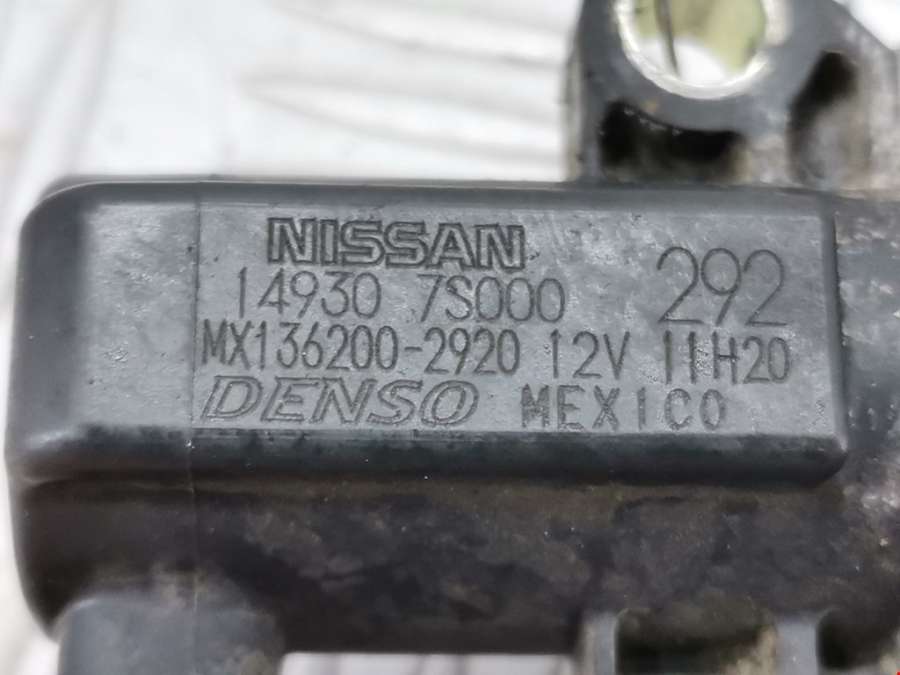 NISSAN
14930 7S000 292
MX136200-2920 12V 11H20
DENSO MEXICO